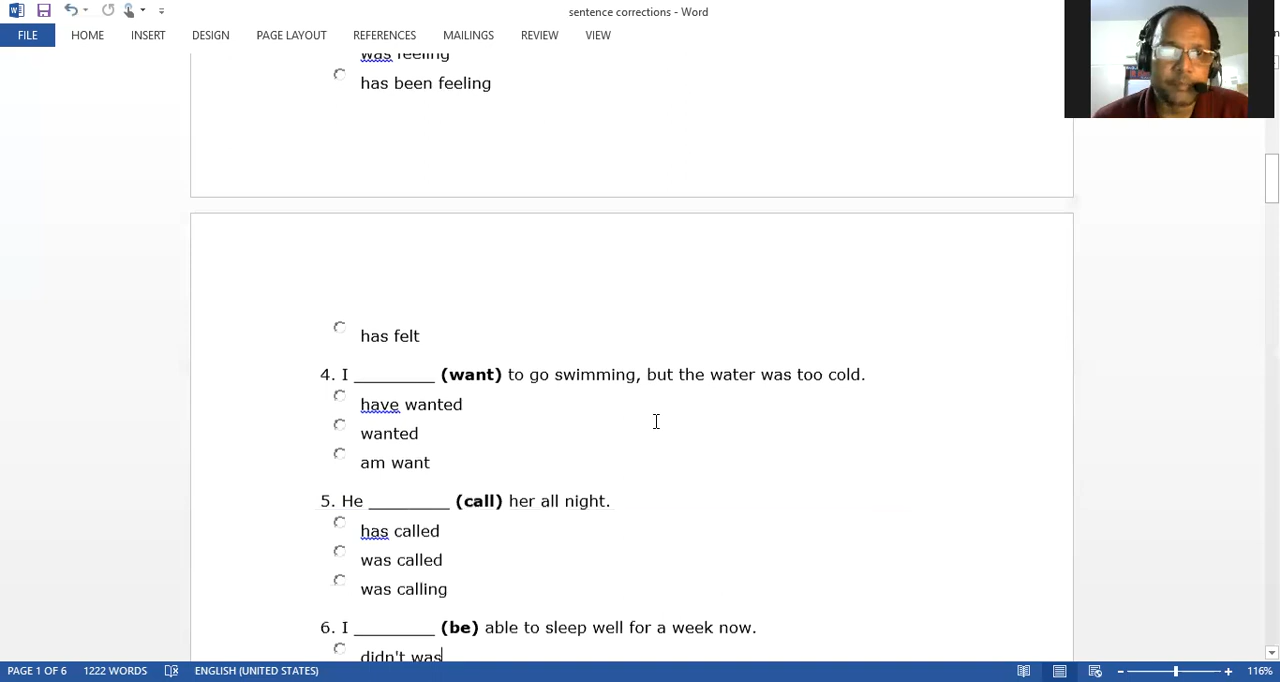 sentence corrections - Word
FILE HOME INSERT DESIGN PAGE LAYOUT REFERENCES MAILINGS REVIEW VIEW
was feeling
has been feeling
has felt
4. I _________ (want) to go swimming, but the water was too cold.
have wanted
wanted
am want
5. He _________ (call) her all night.
has called
was called
was calling
6. I _________ (be) able to sleep well for a week now.
didn't was
PAGE 1 OF 6 1222 WORDS ENGLISH (UNITED STATES) 116%